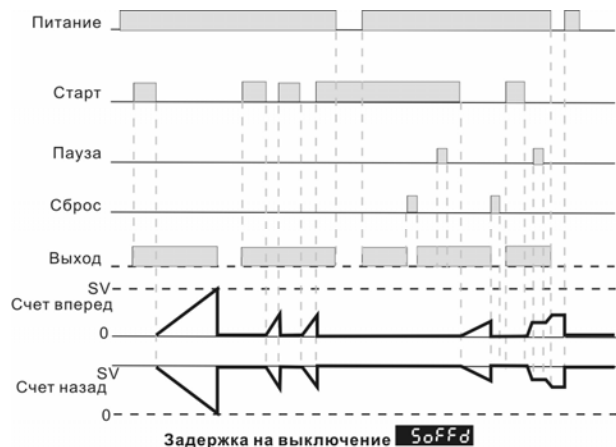 Питание
Старт
Пауза
Сброс
Выход
SV
Счет вперед
0
SV
Счет назад
0
Задержка на выключение SoFFd